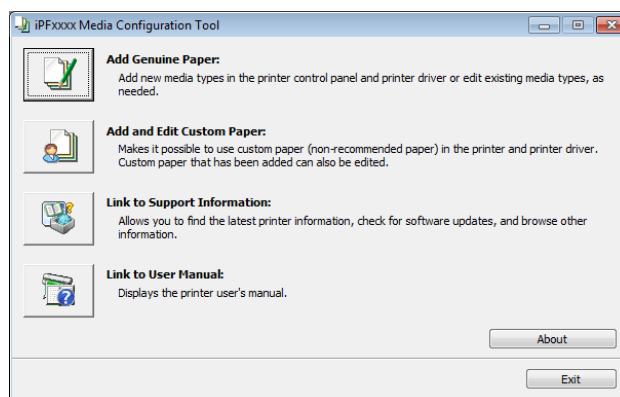 iPFxxxx Media Configuration Tool
Add Genuine Paper:
Add new media types in the printer control panel and printer driver or edit existing media types, as
needed.
Add and Edit Custom Paper:
Makes it possible to use custom paper (non-recommended paper) in the printer and printer driver.
Custom paper that has been added can also be edited.
Link to Support Information:
Allows you to find the latest printer information, check for software updates, and browse other
information.
Link to User Manual:
Displays the printer user's manual.
About
Exit